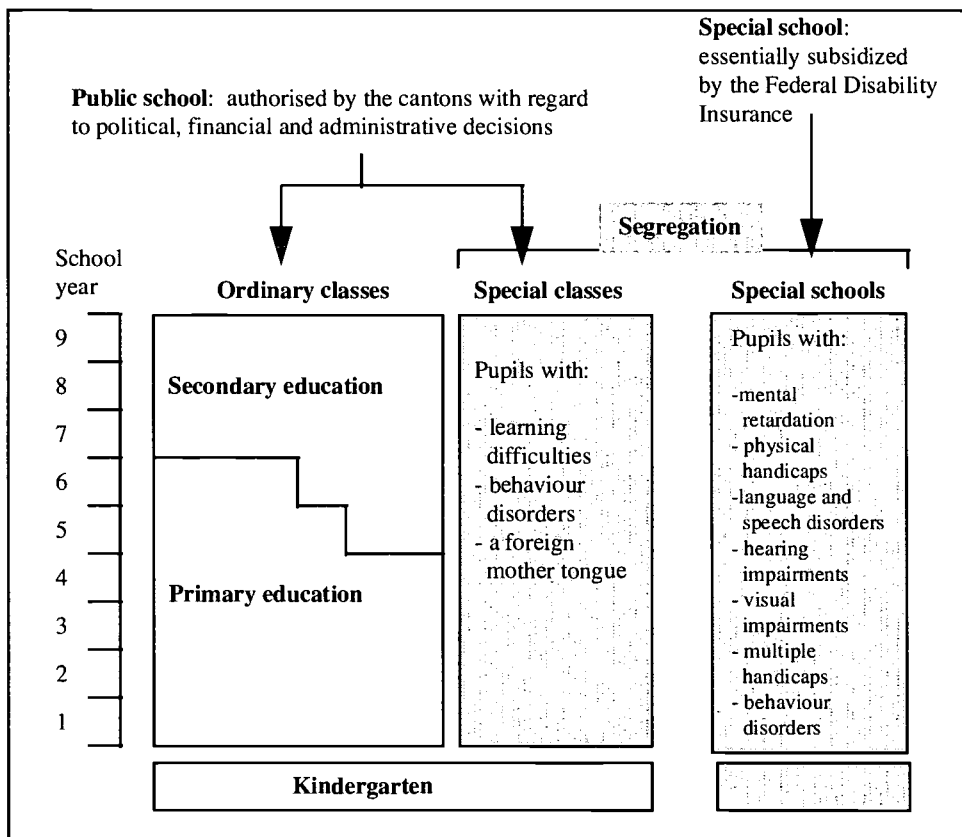 Special school:
essentially subsidized
by the Federal Disability
Insurance
Public school: authorised by the cantons with regard
to political, financial and administrative decisions
Segregation
School
year
Ordinary classes
Special classes
Special schools
9
8
7
6
5
4
3
2
1
Secondary education
Primary education
Pupils with:
- learning
difficulties
- behaviour
disorders
- a foreign
mother tongue
Pupils with:
-mental
retardation
- physical
handicaps
-language and
speech disorders
- hearing
impairments
- visual
impairments
- multiple
handicaps
- behaviour
disorders
Kindergarten